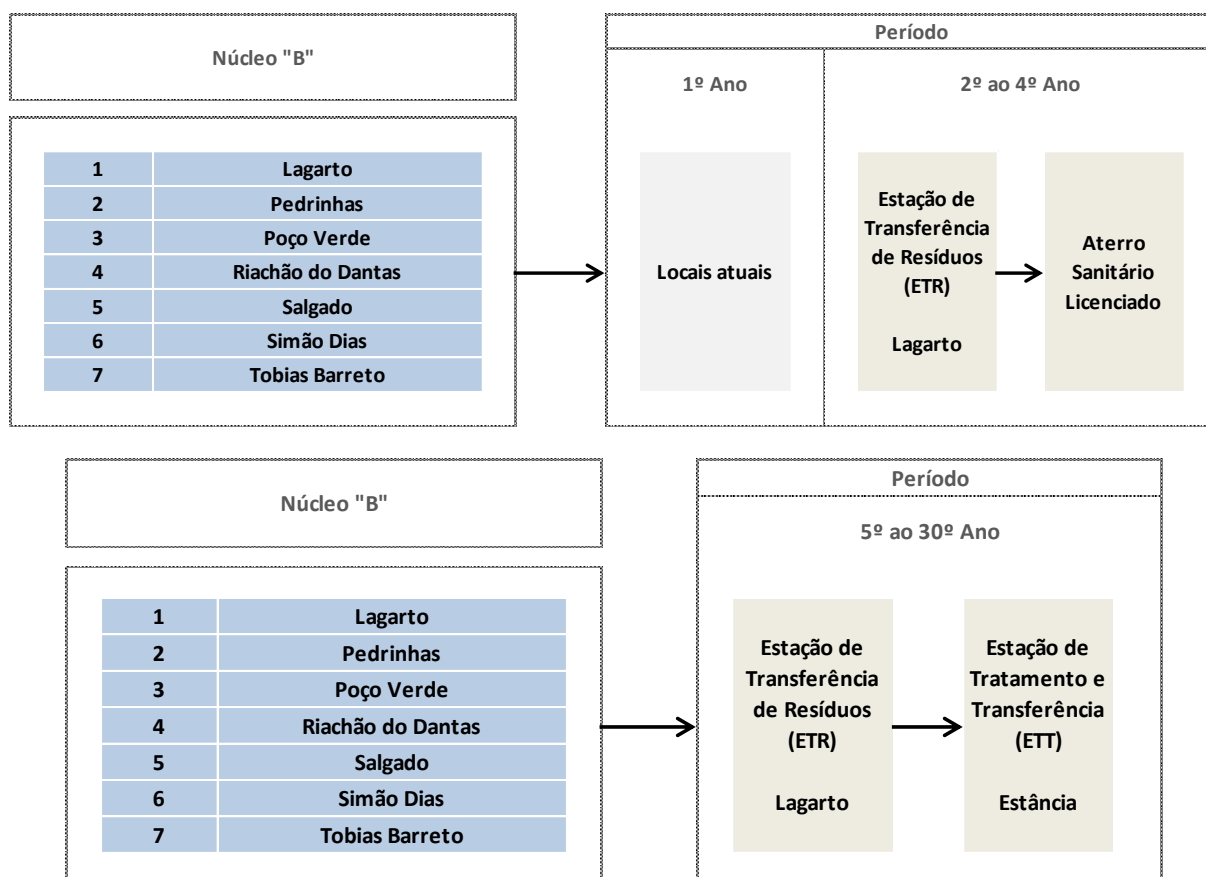 Núcleo "B"
Período
1º Ano
2º ao 4º Ano
1 Lagarto
2 Pedrinhas
3 Poço Verde
4 Riachão do Dantas
5 Salgado
6 Simão Dias
7 Tobias Barreto
Locais atuais
Estação de
Transferência
de Resíduos
(ETR)
Lagarto
Aterro
Sanitário
Licenciado
Núcleo "B"
Período
5º ao 30º Ano
1 Lagarto
2 Pedrinhas
3 Poço Verde
4 Riachão do Dantas
5 Salgado
6 Simão Dias
7 Tobias Barreto
Estação de
Transferência
de Resíduos
(ETR)
Lagarto
Estação de
Tratamento e
Transferência
(ETT)
Estância